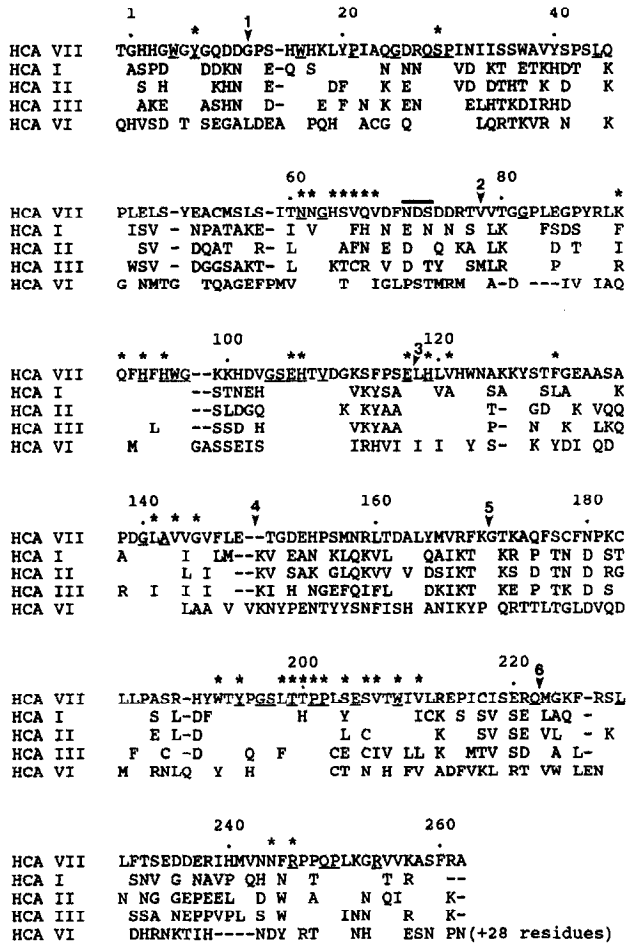 1 20 40
* 1 *
HCA VII TGHHGWGYGQDDGPS-HWHKLYPIAQGDRQSPINIISSWAVYSPSLQ
HCA I ASPD DDKN E-Q S N NN VD KT ETKHDT K
HCA II S H KHN E- DF K E VD DTHT K D K
HCA III AKE ASHN D- F N K EN ELHTKDIRHD
HCA VI QHVSD T SEGALDEA PQH ACG Q LQRTKVR N K
60 2 80
** ***** *
HCA VII PLELS-YEACMSLS-ITNNGHSVQVDFNDSDDRTVVTGGPLEGPYRLK
HCA I ISV - NPATAKE- I V FH N E N N S LK FSDS F
HCA II SV - DQAT R- L AFN E D Q KA LK D T I
HCA III WSV - DGGSAKT- L KTCR V D TY SMLR P R
HCA VI G NMTG TQAGEFPMV T IGLPSTMRM A-D ---IV IAQ
100 3 120
* * * ** * * * *
HCA VII QFHFHWG--KKHDVGSEHTVDGKSFPSELHLVHWNAKKYSTFGEAASA
HCA I --STNEH VKYSA VA SA SLA K
HCA II --SLDGQ K KYAA T- GD K VQQ
HCA III L --SSD H VKYAA P- N K LKQ
HCA VI M GASSEIS IRHVI I I Y S- K YDI QD
140 4 160 5 180
* * *
HCA VII PDGLAVVGVFLE--TGDEHPSMNRLTDALYMVRFKGTKAQFSCFNPKC
HCA I A I LM--KV EAN KLQKVL QAIKT KR P TN D ST
HCA II I I --KV SAK GLQKVV V DSIKT KS D TN D RG
HCA III R I I I --KI H NGEFQIFL DKIKT KE P TK D S
HCA VI LAA V VKNYPENTYYSNFISH ANIKYP QRTTLTGLDVQD
200 220 6
* * ***** * ** * *
HCA VII LLPASR-HYWTYPGSLTTPPLSESVTWIVLREPICISERQMGKF-RSL
HCA I S L-DF H Y ICK S SV SE LAQ -
HCA II E L-D L C K SV SE VL - K
HCA III F C -D Q F CE CIV LL K MTV SD A L-
HCA VI M RNLQ Y H CT N H FV ADFVKL RT VW LEN
240 260
* *
HCA VII LFTSEDDERIHMVNNFRPPQPLKGRVVKASFRA
HCA I SNV G NAVP QH N T T R --
HCA II N NG GEPEEL D W A N QI K-
HCA III SSA NEPPVPL S W INN R K-
HCA VI DHRNKTIH----NDY RT NH ESN PN(+28 residues)